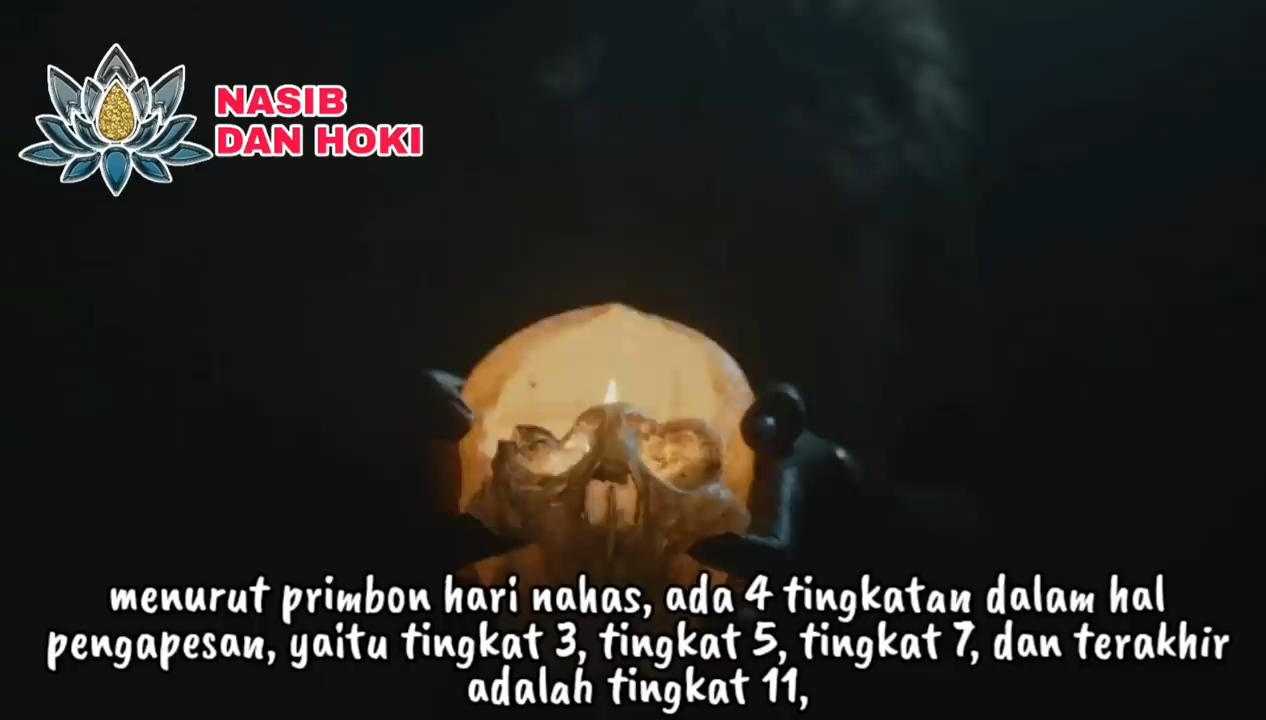 NASIB
DAN HOKI
menurut primbon hari nahas, ada 4 tingkatan dalam hal
pengapesan, yaitu tingkat 3, tingkat 5, tingkat 7, dan terakhir
adalah tingkat 11,